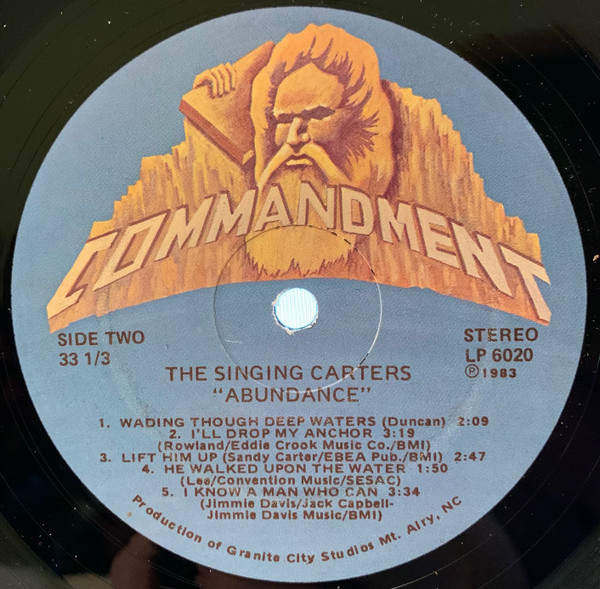 COMMANDMENT
SIDE TWO
33 1/3
STEREO
LP 6020
℗1983
THE SINGING CARTERS
"ABUNDANCE"
1. WADING THOUGH DEEP WATERS (Duncan) 2:09
2. I'LL DROP MY ANCHOR 3:19
(Rowland/Eddie Crook Music Co./BMI)
3. LIFT HIM UP (Sandy Carter/EBEA Pub./BMI) 2:47
4. HE WALKED UPON THE WATER 1:50
(Lee/Convention Music/SESAC)
5. I KNOW A MAN WHO CAN 3:34
(Jimmie Davis/Jack Capbell-
Jimmie Davis Music/BMI)
Production of Granite City Studios Mt. Airy, NC